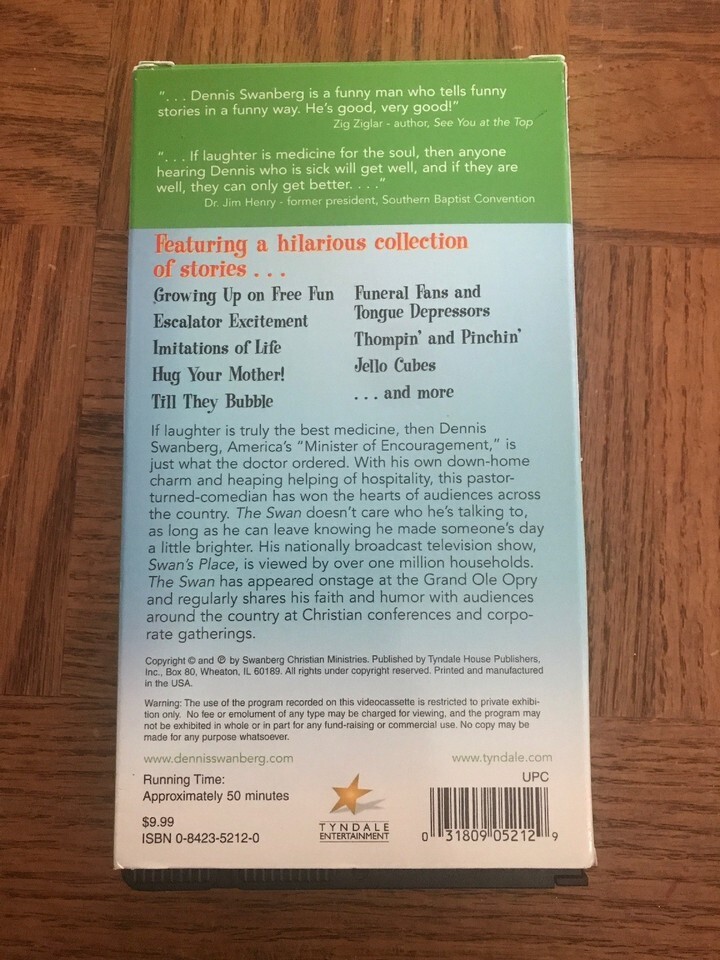 “. . . Dennis Swanberg is a funny man who tells funny
stories in a funny way. He’s good, very good!”
Zig Ziglar - author, See You at the Top
“. . . If laughter is medicine for the soul, then anyone
hearing Dennis who is sick will get well, and if they are
well, they can only get better. . . .”
Dr. Jim Henry - former president, Southern Baptist Convention
Featuring a hilarious collection
of stories . . .
Growing Up on Free Fun
Escalator Excitement
Imitations of Life
Hug Your Mother!
Till They Bubble
Funeral Fans and
Tongue Depressors
Thompin’ and Pinchin’
Jello Cubes
. . . and more
If laughter is truly the best medicine, then Dennis
Swanberg, America’s “Minister of Encouragement,” is
just what the doctor ordered. With his own down-home
charm and heaping helping of hospitality, this pastor-
turned-comedian has won the hearts of audiences across
the country. The Swan doesn’t care who he’s talking to,
as long as he can leave knowing he made someone’s day
a little brighter. His nationally broadcast television show,
Swan’s Place, is viewed by over one million households.
The Swan has appeared onstage at the Grand Ole Opry
and regularly shares his faith and humor with audiences
around the country at Christian conferences and corpo-
rate gatherings.
Copyright © and ℗ by Swanberg Christian Ministries. Published by Tyndale House Publishers,
Inc., Box 80, Wheaton, IL 60189. All rights under copyright reserved. Printed and manufactured
in the USA.
Warning: The use of the program recorded on this videocassette is restricted to private exhibi-
tion only. No fee or emolument of any type may be charged for viewing, and the program may
not be exhibited in whole or in part for any fund-raising or commercial use. No copy may be
made for any purpose whatsoever.
www.dennisswanberg.com
www.tyndale.com
Running Time:
Approximately 50 minutes
$9.99
ISBN 0-8423-5212-0
TYNDALE
ENTERTAINMENT
UPC
0 31809 05212 9